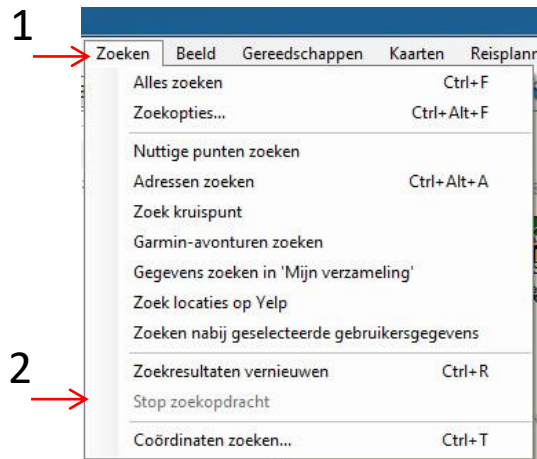 1
Zoeken Beeld Gereedschappen Kaarten Reisplann
Alles zoeken Ctrl+F
Zoekopties... Ctrl+Alt+F
Nuttige punten zoeken
Adressen zoeken Ctrl+Alt+A
Zoek kruispunt
Garmin-avonturen zoeken
Gegevens zoeken in 'Mijn verzameling'
Zoek locaties op Yelp
Zoeken nabij geselecteerde gebruikersgegevens
2
Zoekresultaten vernieuwen Ctrl+R
Stop zoekopdracht
Coördinaten zoeken... Ctrl+T